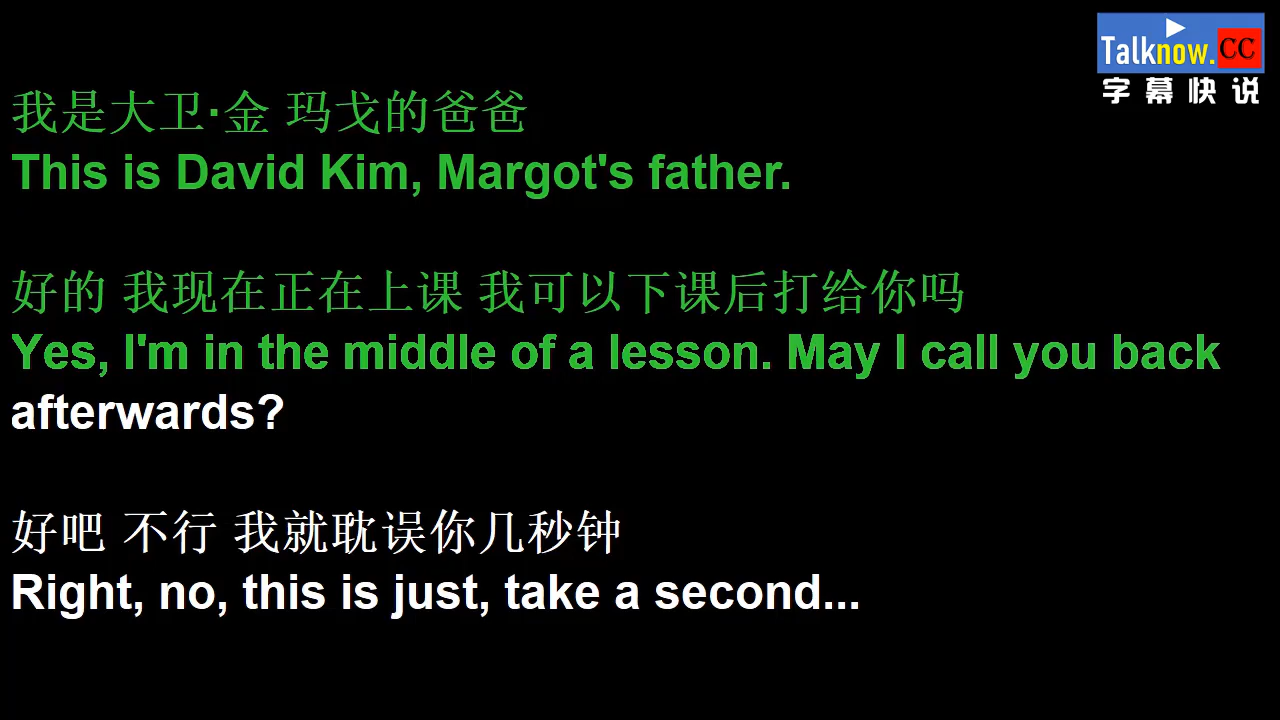 Talknow.CC
字幕快说
我是大卫·金 玛戈的爸爸
This is David Kim, Margot's father.
好的 我现在正在上课 我可以下课后打给你吗
Yes, I'm in the middle of a lesson. May I call you back
afterwards?
好吧 不行 我就耽误你几秒钟
Right, no, this is just, take a second...